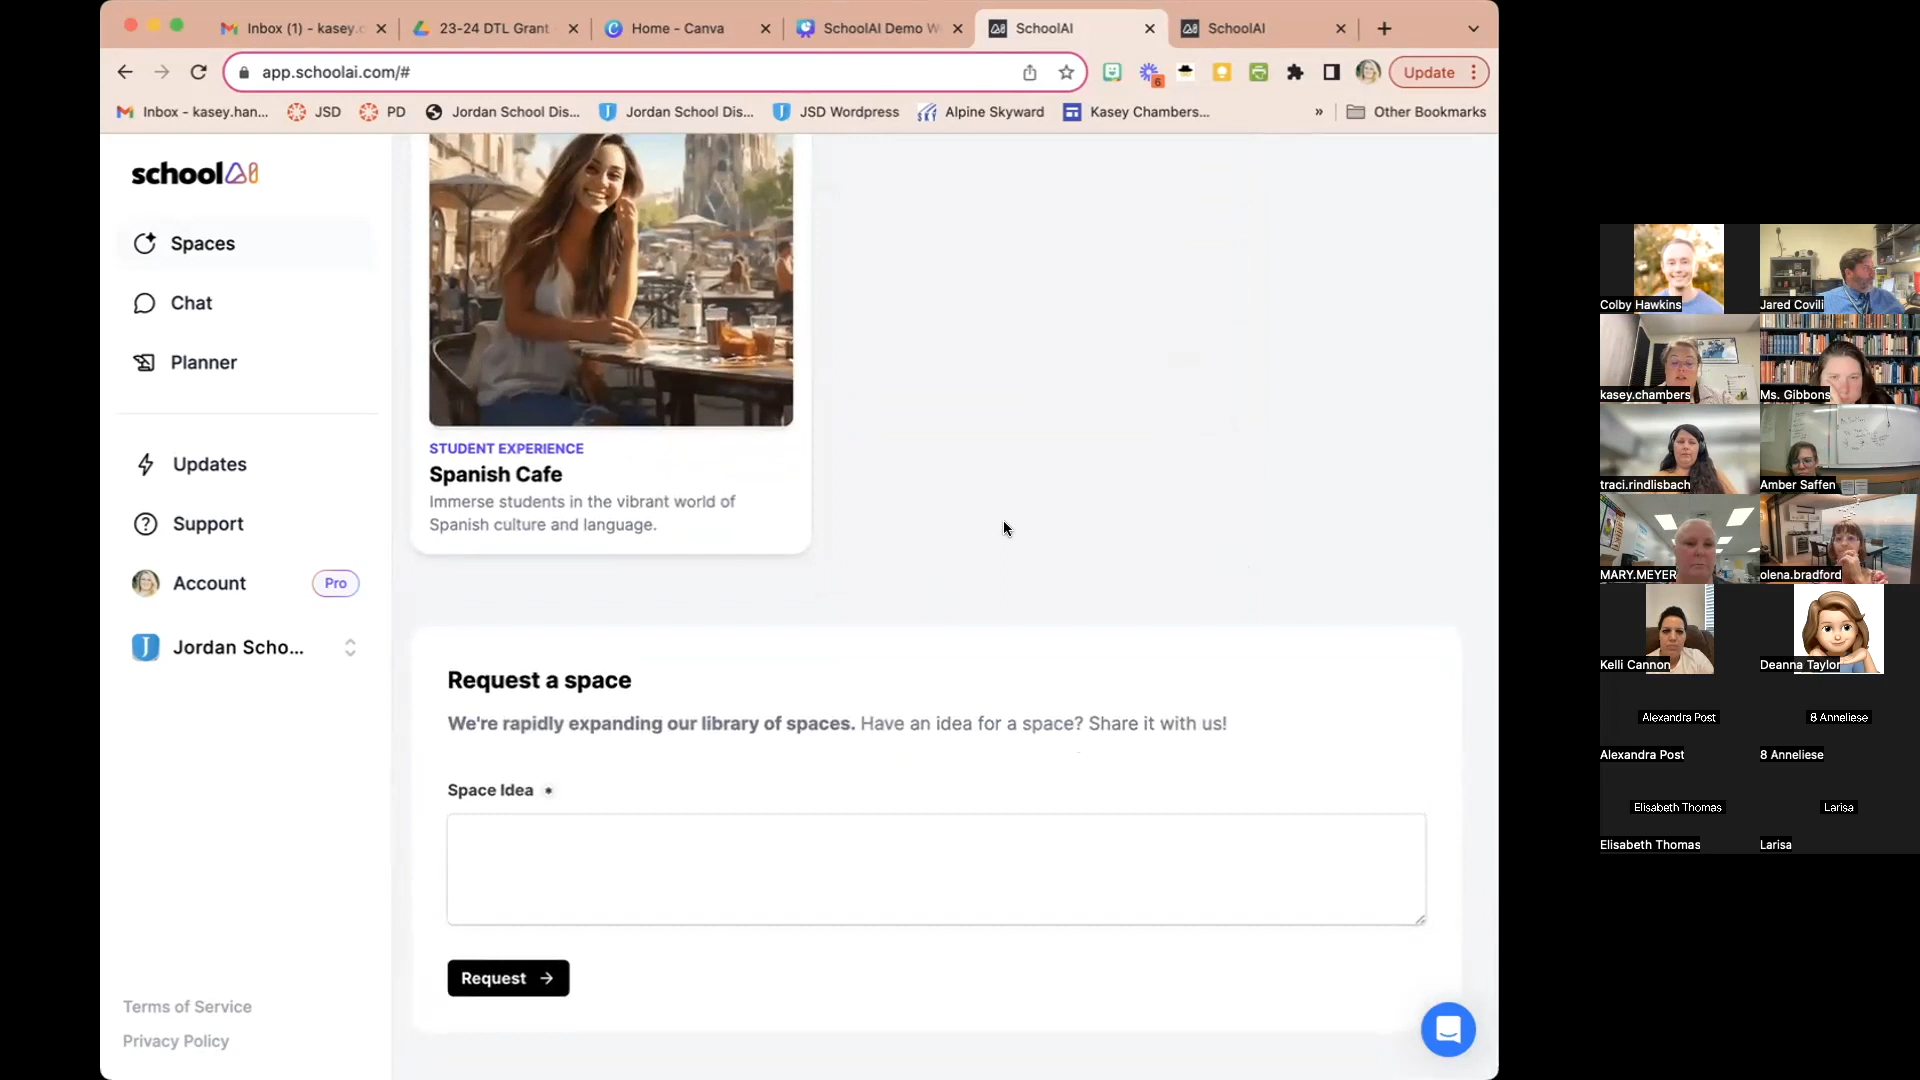 Inbox (1) - kasey.c
23-24 DTL Grant
Home - Canva
SchoolAI Demo W
SchoolAI
SchoolAI
app.schoolai.com/#
6
Update
Inbox - kasey.han...
JSD
PD
Jordan School Dis...
Jordan School Dis...
JSD Wordpress
Alpine Skyward
Kasey Chambers...
»
Other Bookmarks
schoolAI
Spaces
Chat
Planner
Updates
Support
Account
Pro
J
Jordan Scho...
Terms of Service
Privacy Policy
STUDENT EXPERIENCE
Spanish Cafe
Immerse students in the vibrant world of
Spanish culture and language.
Request a space
We're rapidly expanding our library of spaces. Have an idea for a space? Share it with us!
Space Idea
Request →
Colby Hawkins
Jared Covili
kasey.chambers
Ms. Gibbons
traci.rindlisbach
Amber Saffen
MARY.MEYER
olena.bradford
Kelli Cannon
Deanna Taylor
Alexandra Post
8 Anneliese
Alexandra Post
8 Anneliese
Elisabeth Thomas
Larisa
Elisabeth Thomas
Larisa